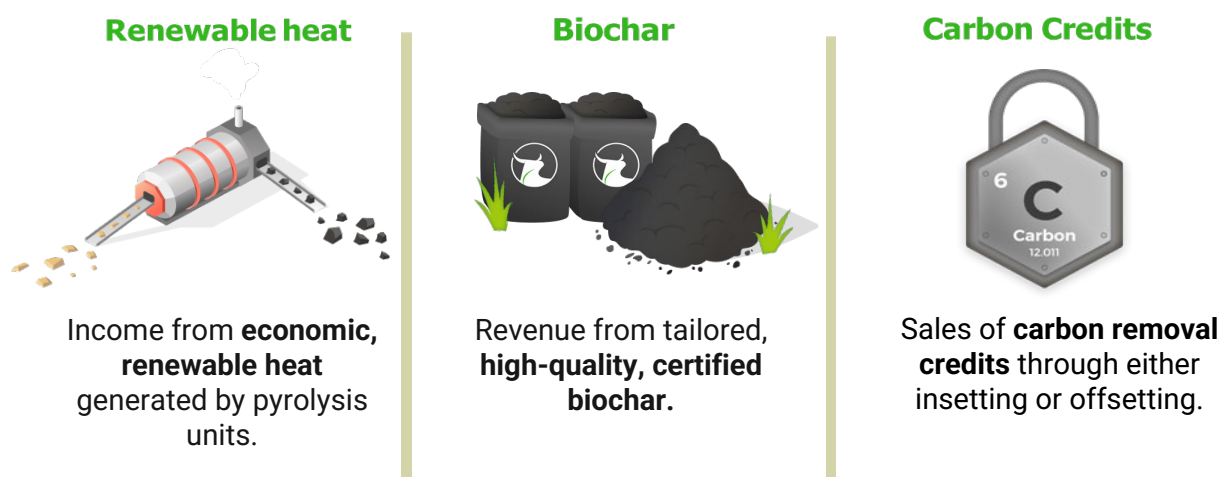 Renewable heat
Income from economic,
renewable heat
generated by pyrolysis
units.
Biochar
Revenue from tailored,
high-quality, certified
biochar.
Carbon Credits
6
C
Carbon
12.011
Sales of carbon removal
credits through either
insetting or offsetting.